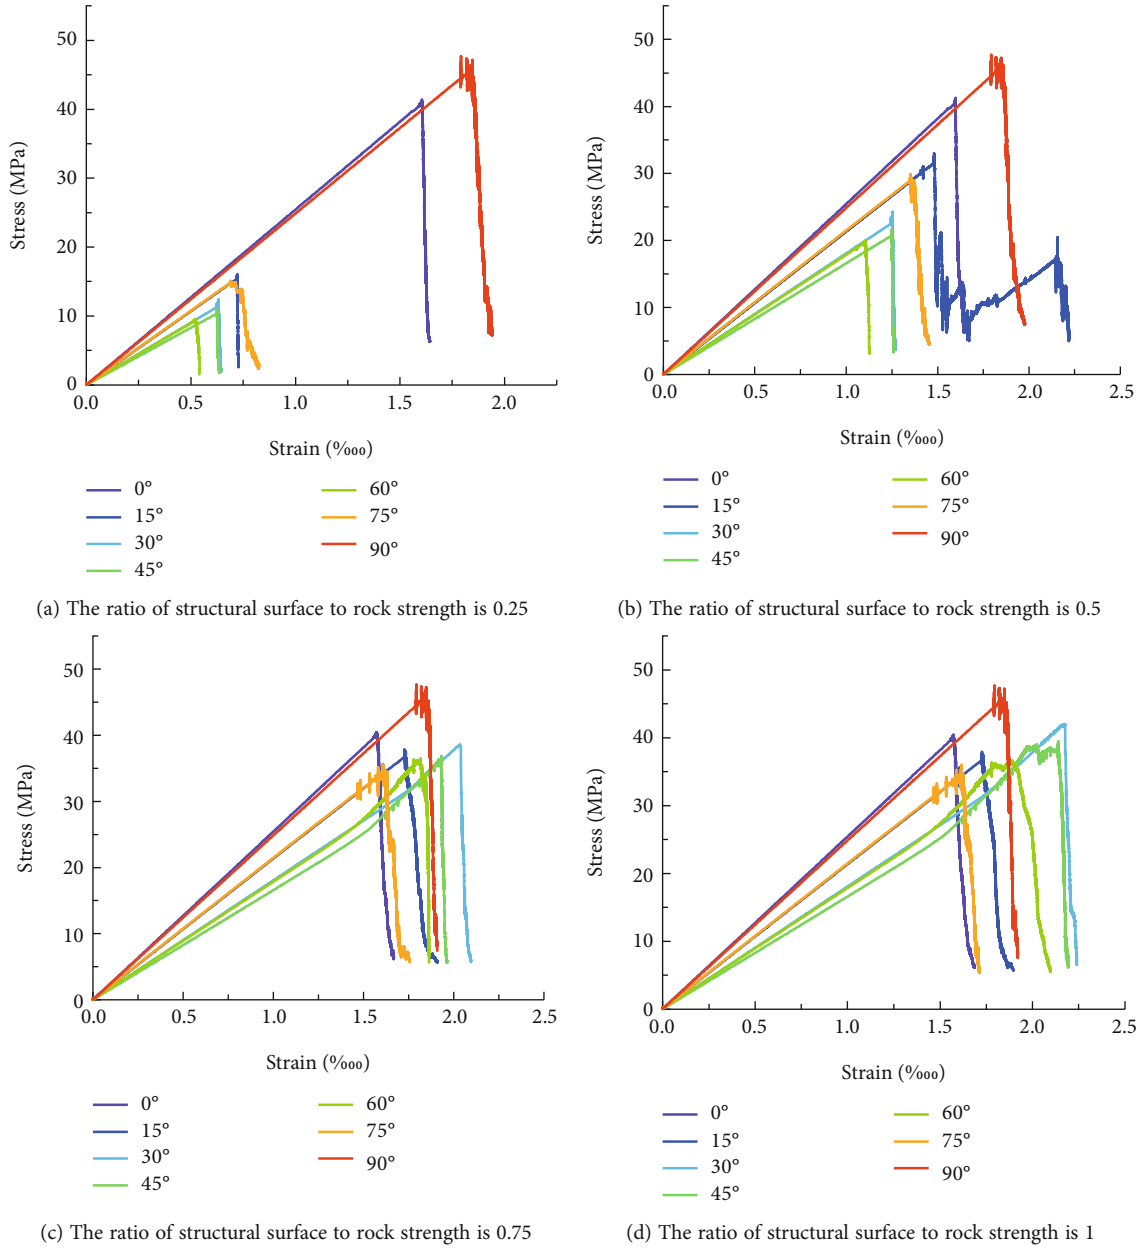 50
40
30
20
10
0
Stress (MPa)
0.0 0.5 1.0 1.5 2.0
Strain (%ooo)
0° 60°
15° 75°
30° 90°
45°
(a) The ratio of structural surface to rock strength is 0.25
50
40
30
20
10
0
Stress (MPa)
0.0 0.5 1.0 1.5 2.0 2.5
Strain (%ooo)
0° 60°
15° 75°
30° 90°
45°
(b) The ratio of structural surface to rock strength is 0.5
50
40
30
20
10
0
Stress (MPa)
0.0 0.5 1.0 1.5 2.0 2.5
Strain (%ooo)
0° 60°
15° 75°
30° 90°
45°
(c) The ratio of structural surface to rock strength is 0.75
50
40
30
20
10
0
Stress (MPa)
0.0 0.5 1.0 1.5 2.0 2.5
Strain (%ooo)
0° 60°
15° 75°
30° 90°
45°
(d) The ratio of structural surface to rock strength is 1